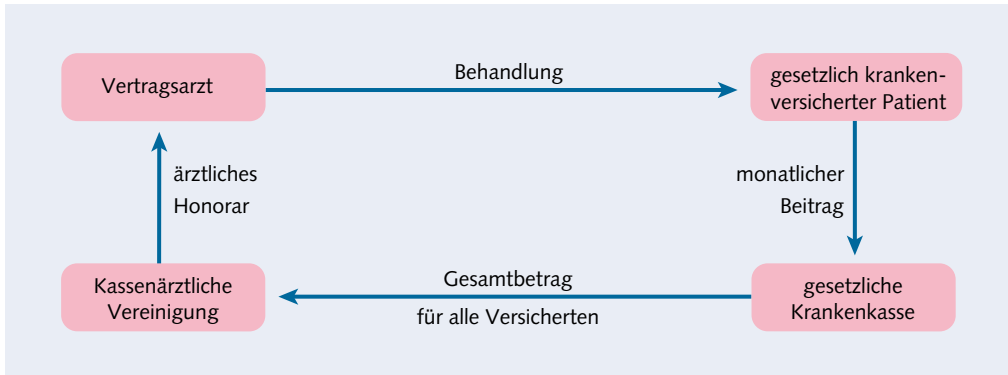 Behandlung
Vertragsarzt
gesetzlich kranken-
versicherter Patient
ärztliches
Honorar
monatlicher
Beitrag
Kassenärztliche
Vereinigung
Gesamtbetrag
für alle Versicherten
gesetzliche
Krankenkasse